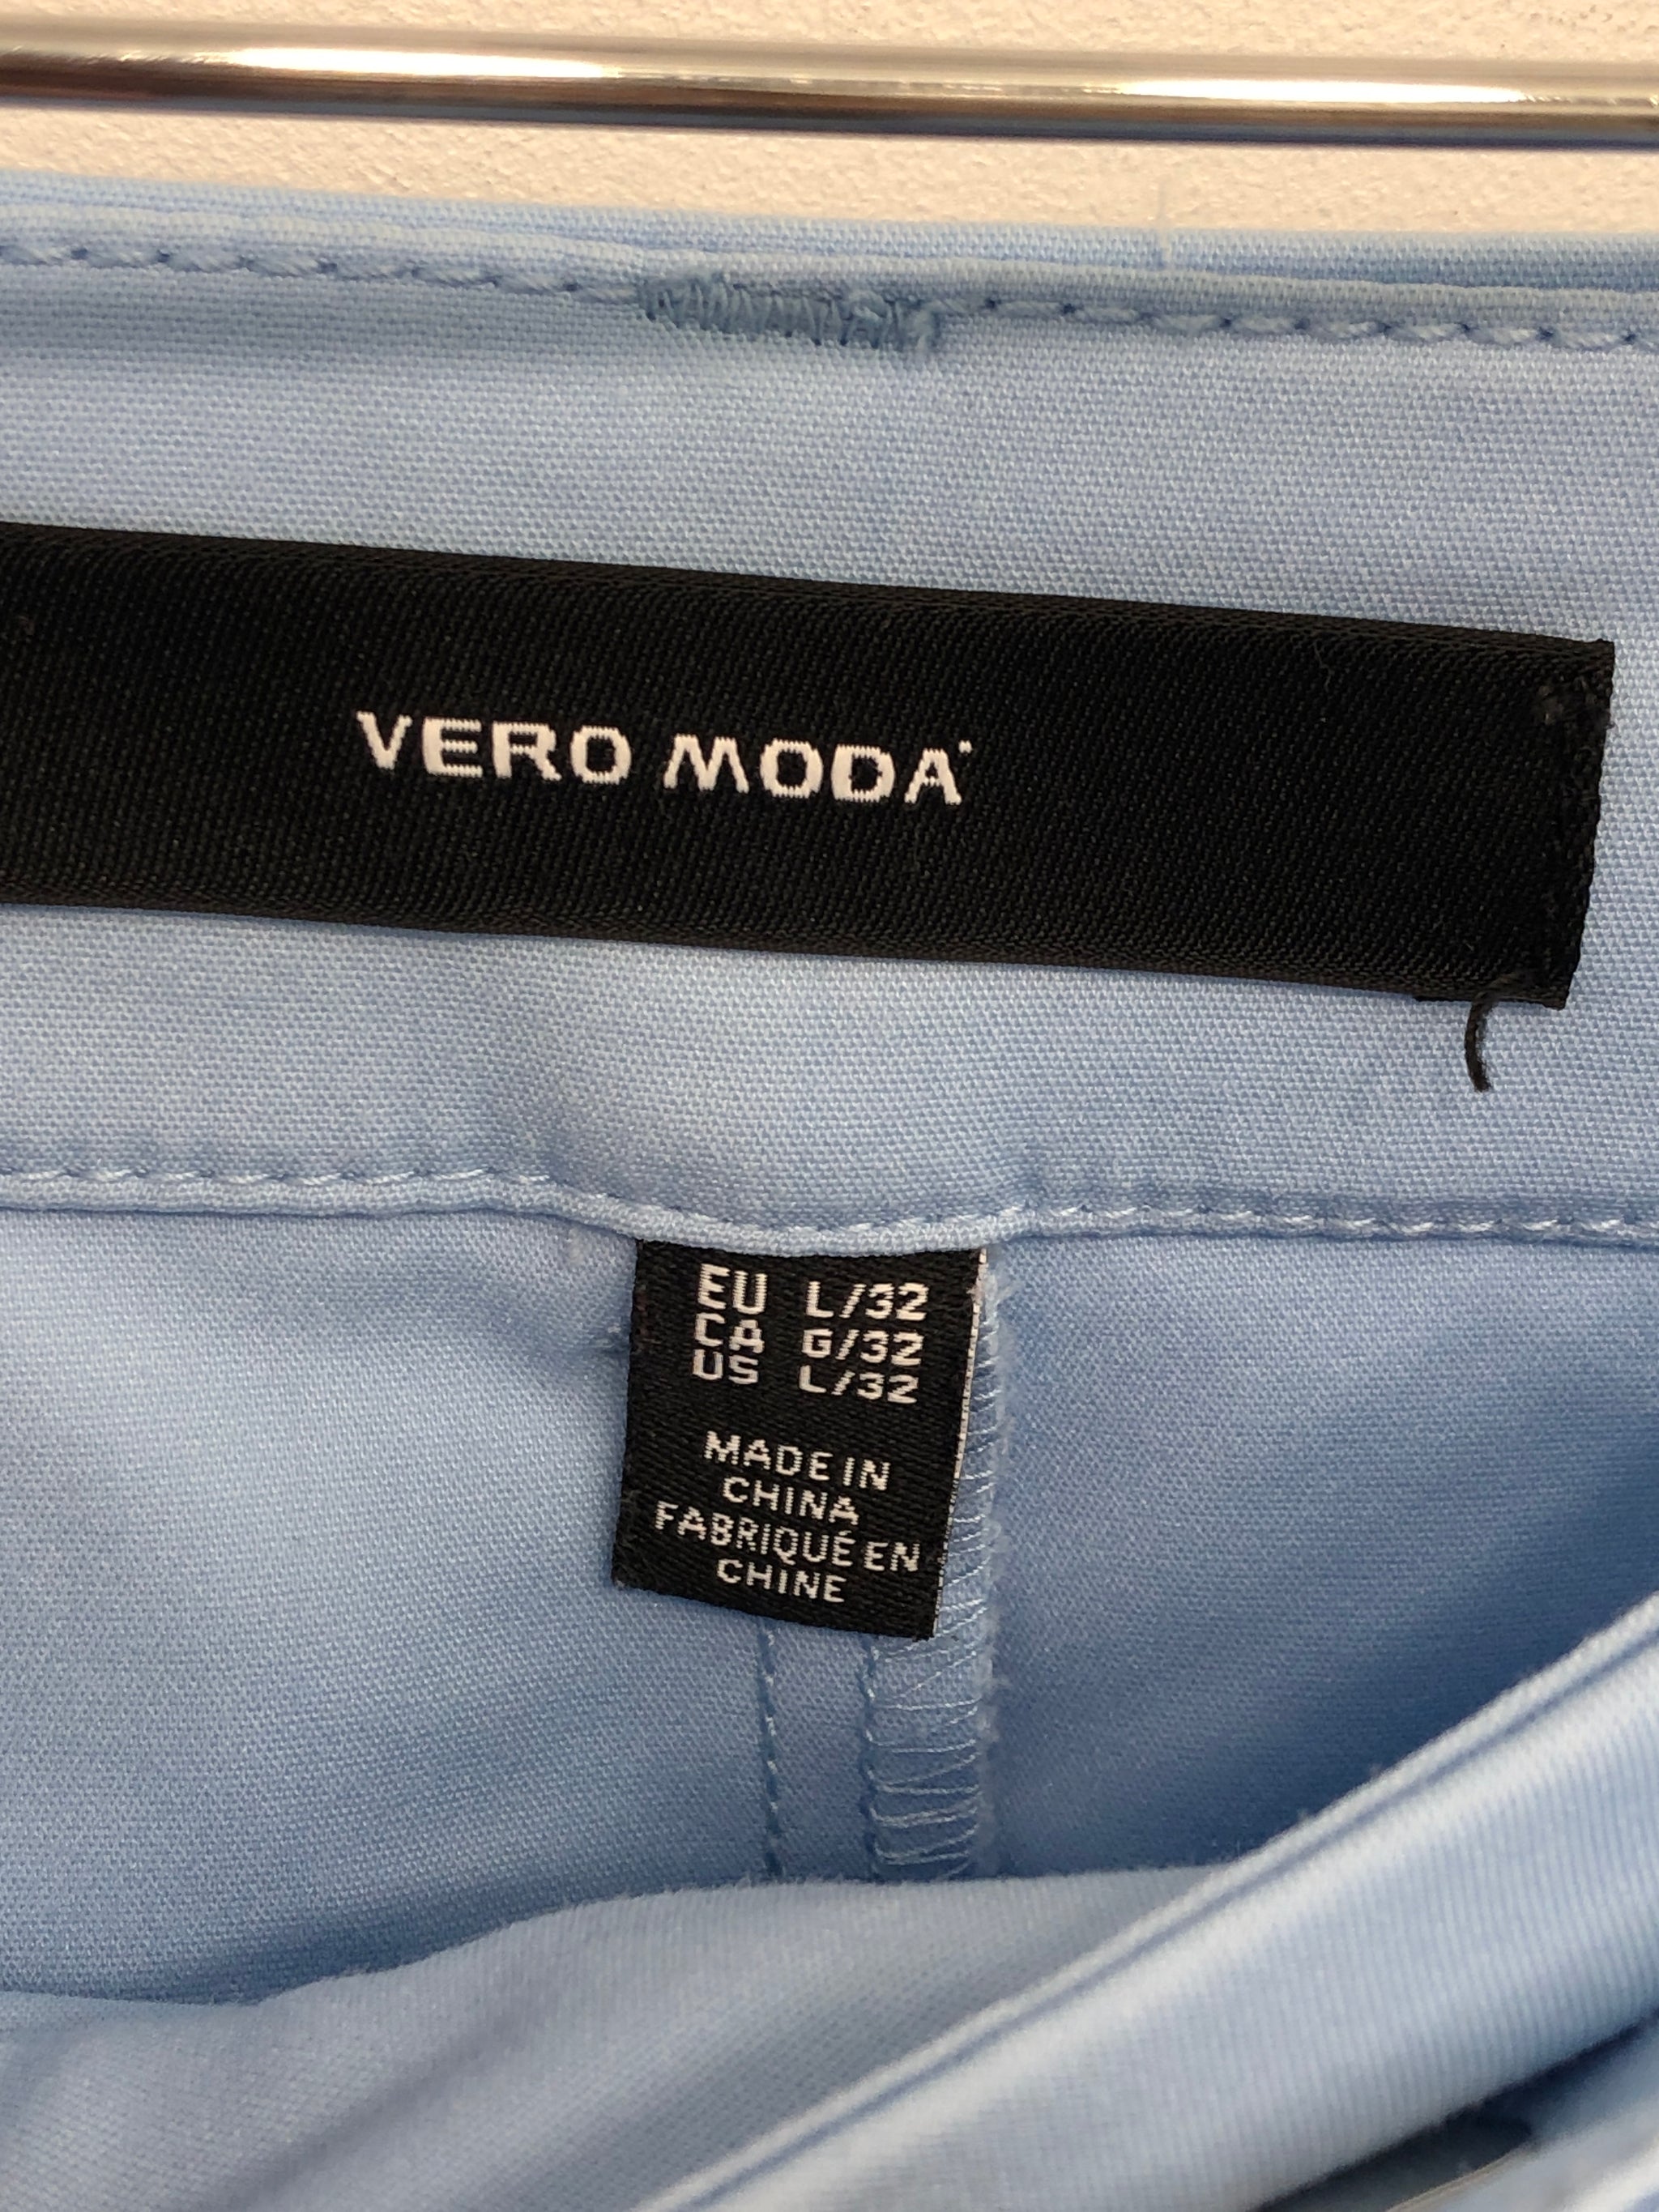 VERO MODA
EU L/32
CA G/32
US L/32
MADE IN
CHINA
FABRIQUÉ EN
CHINE